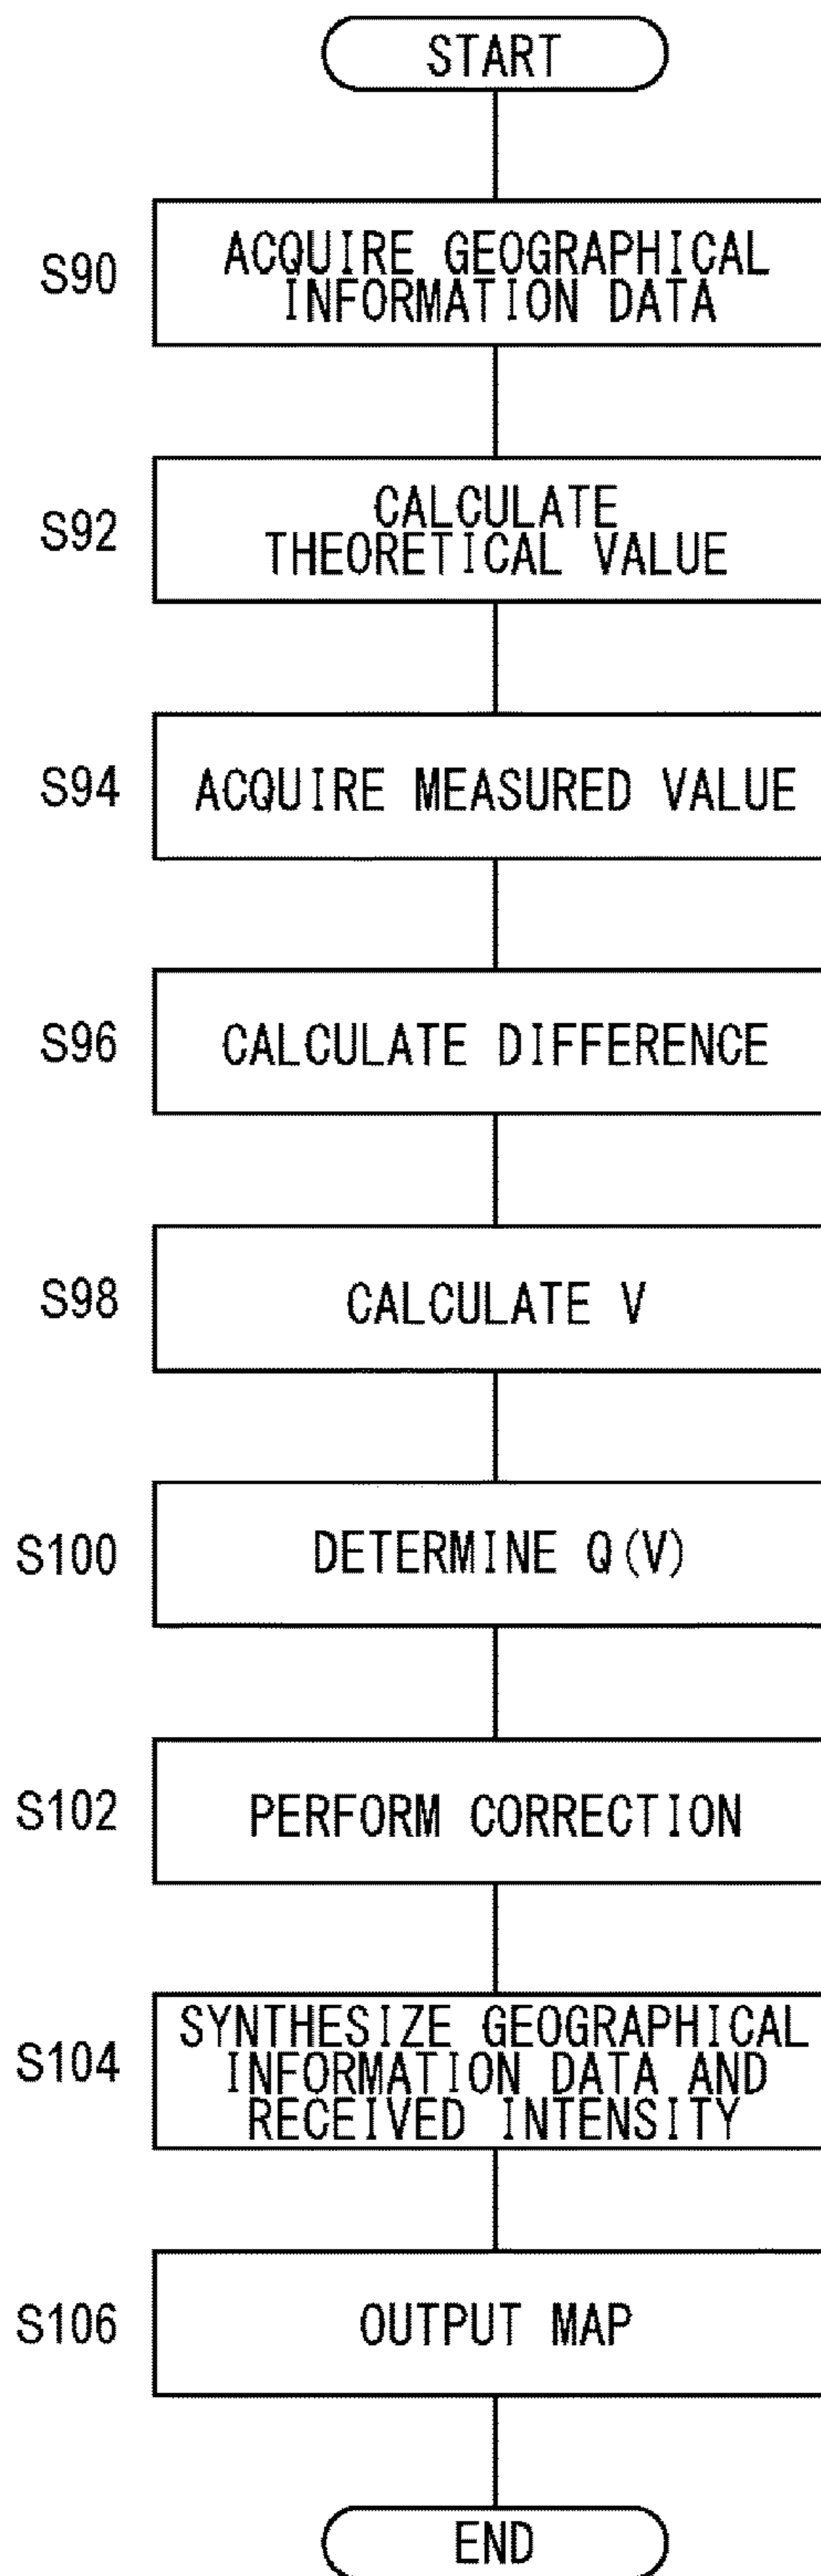 START
S90
ACQUIRE GEOGRAPHICAL
INFORMATION DATA
S92
CALCULATE
THEORETICAL VALUE
S94
ACQUIRE MEASURED VALUE
S96
CALCULATE DIFFERENCE
S98
CALCULATE V
S100
DETERMINE Q(V)
S102
PERFORM CORRECTION
S104
SYNTHESIZE GEOGRAPHICAL
INFORMATION DATA AND
RECEIVED INTENSITY
S106
OUTPUT MAP
END